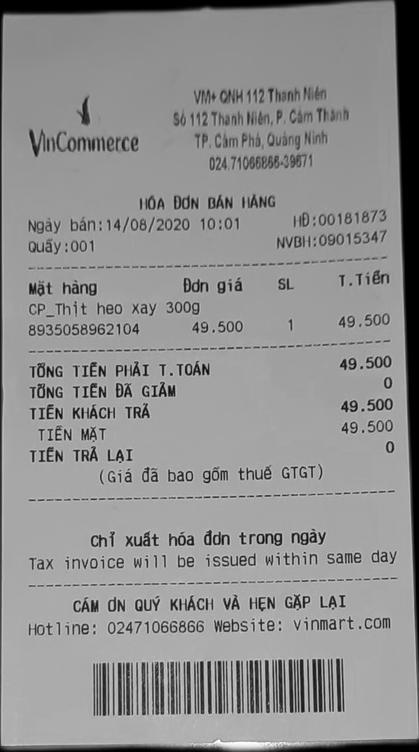 VinCommerce
VM+ QNH 112 Thanh Niên
Số 112 Thanh Niên, P. Cẩm Thành
TP. Cẩm Phả, Quảng Ninh
024.71066866-39671
HÓA ĐƠN BÁN HÀNG
Ngày bán:14/08/2020 10:01 HĐ:00181873
Quầy:001 NVBH:09015347
Mặt hàng Đơn giá SL T.Tiền
CP_Thịt heo xay 300g
8935058962104 49.500 1 49.500
TỔNG TIỀN PHẢI T.TOÁN 49.500
TỔNG TIỀN ĐÃ GIẢM 0
TIỀN KHÁCH TRẢ 49.500
TIỀN MẶT 49.500
TIỀN TRẢ LẠI 0
(Giá đã bao gồm thuế GTGT)
Chỉ xuất hóa đơn trong ngày
Tax invoice will be issued within same day
CẢM ƠN QUÝ KHÁCH VÀ HẸN GẶP LẠI
Hotline: 02471066866 Website: vinmart.com